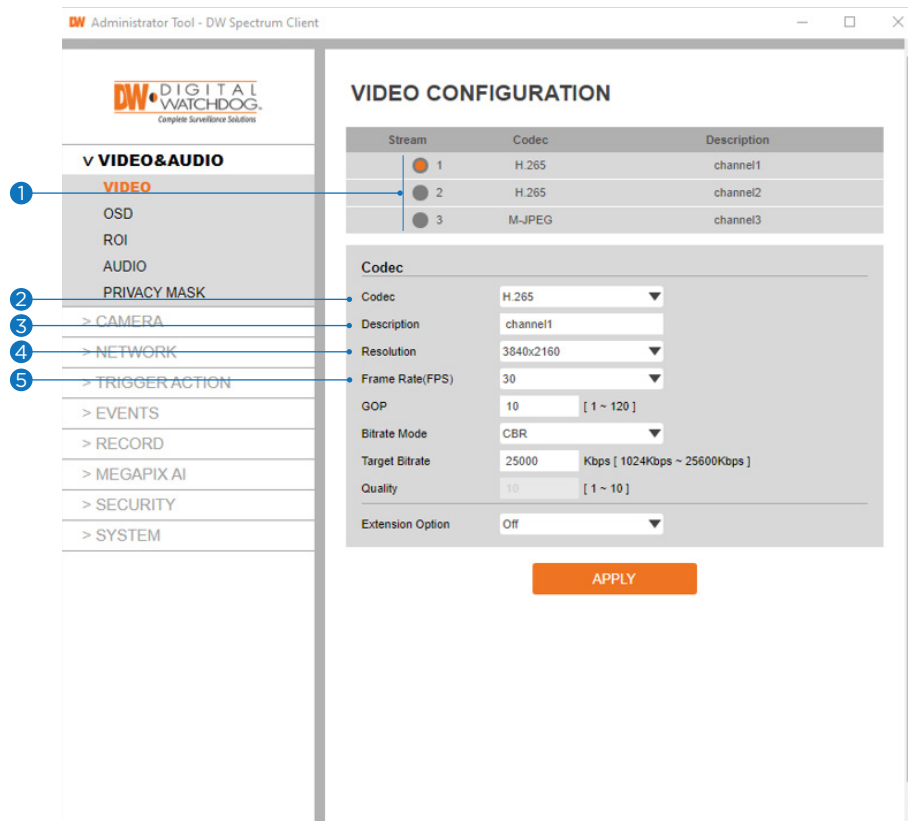 DW Administrator Tool - DW Spectrum Client
DW DIGITAL
WATCHDOG.
Complete Surveillance Solutions
V VIDEO&AUDIO
VIDEO
OSD
ROI
AUDIO
PRIVACY MASK
> CAMERA
> NETWORK
> TRIGGER ACTION
> EVENTS
> RECORD
> MEGAPIX AI
> SECURITY
> SYSTEM
1
2
3
4
5
VIDEO CONFIGURATION
Stream Codec Description
1 H.265 channel1
2 H.265 channel2
3 M-JPEG channel3
Codec
Codec H.265
Description channel1
Resolution 3840x2160
Frame Rate(FPS) 30
GOP 10 [ 1 ~ 120 ]
Bitrate Mode CBR
Target Bitrate 25000 Kbps [ 1024Kbps ~ 25600Kbps ]
Quality 10 [ 1 ~ 10 ]
Extension Option Off
APPLY